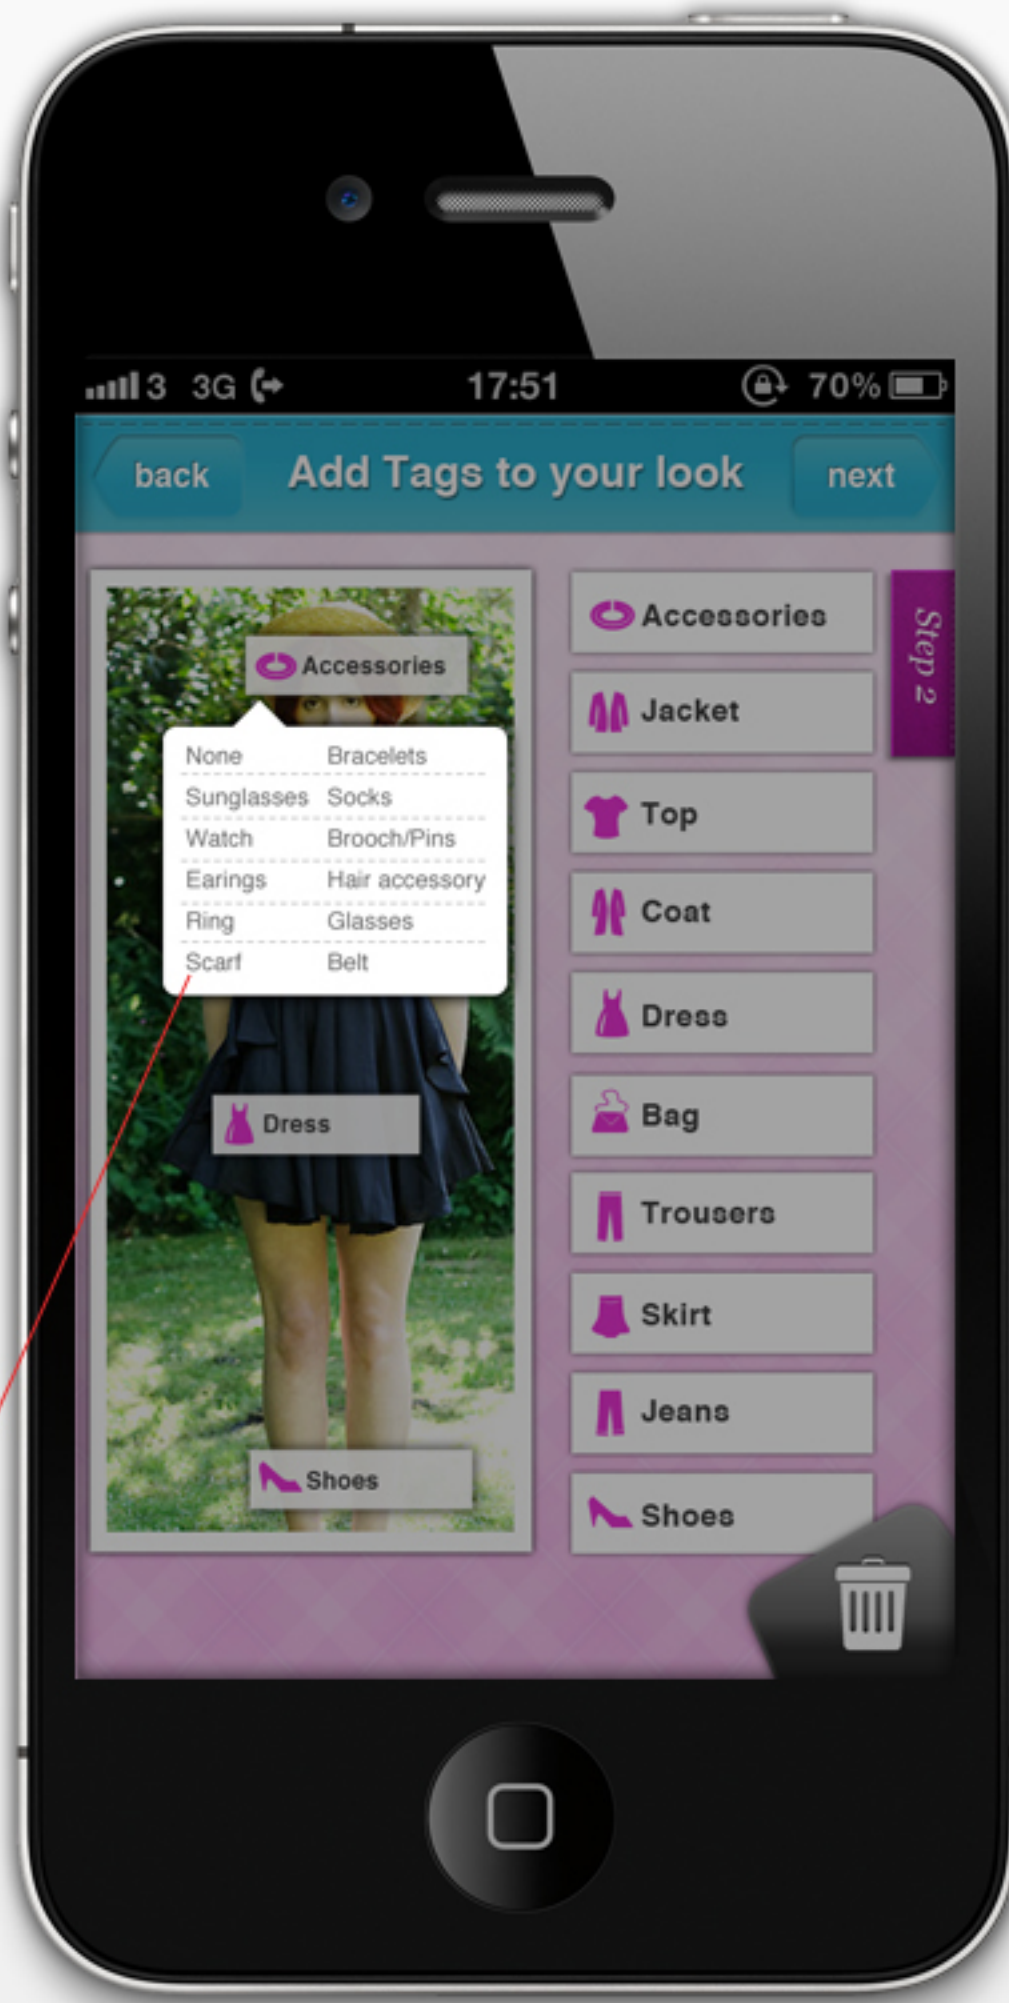 3 3G 17:51 70%
back Add Tags to your look next
Accessories
None Bracelets
Sunglasses Socks
Watch Brooch/Pins
Earings Hair accessory
Ring Glasses
Scarf Belt
Dress
Shoes
Accessories
Jacket
Top
Coat
Dress
Bag
Trousers
Skirt
Jeans
Shoes
Step 2